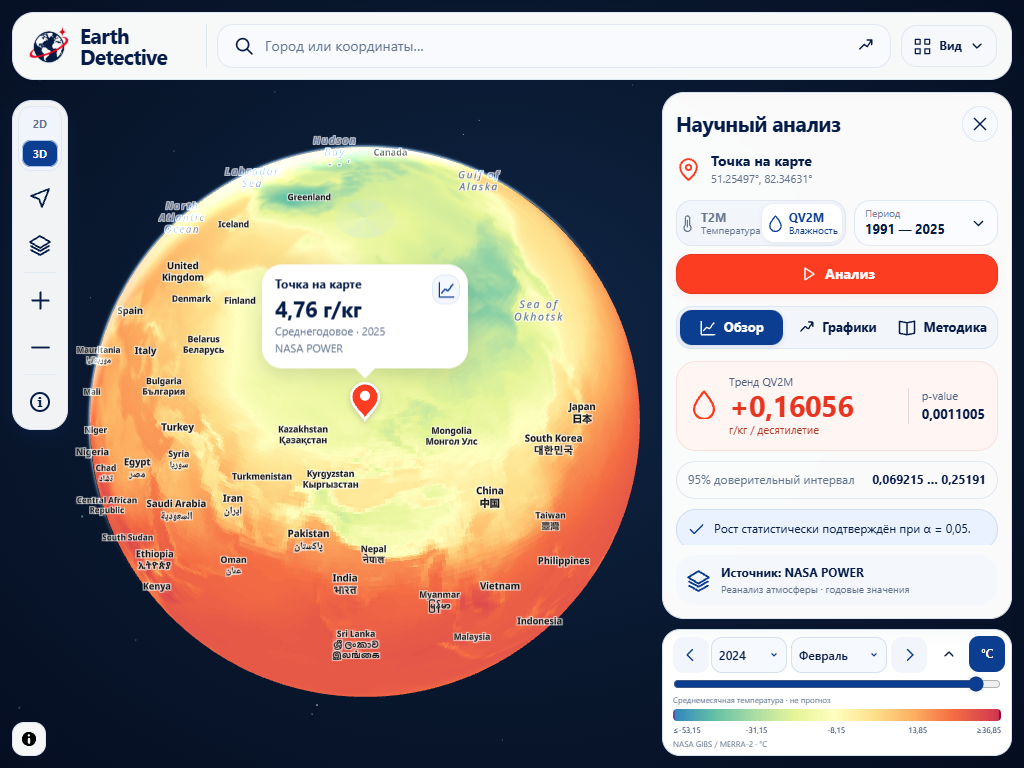 Earth
Detective
Город или координаты...
Вид
2D
3D
Hudson
Bay
Canada
Labrador
Sea
Gulf of
Alaska
Greenland
North
Atlantic
Ocean
Iceland
United
Kingdom
Denmark
Finland
Spain
Sea of
Okhotsk
Точка на карте
4,76 г/кг
Среднегодовое · 2025
NASA POWER
Belarus
Беларусь
Mauritania
Italy
Bulgaria
България
Mali
Japan
日本
Niger
Turkey
Kazakhstan
Қазақстан
Mongolia
Монгол Улс
South Korea
대한민국
Nigeria
Syria
سوريا
Chad
تشاد
Egypt
مصر
Turkmenistan
Kyrgyzstan
Кыргызстан
China
中国
Central African
Republic
Saudi Arabia
السعودية
Iran
ایران
Taiwan
臺灣
South Sudan
Pakistan
پاکستان
Nepal
नेपाल
Ethiopia
ኢትዮጵያ
Oman
عمان
Philippines
Kenya
India
भारत
Myanmar
မြန်မာ
Vietnam
Indonesia
Sri Lanka
ශ්‍රී ලංකාව
இலங்கை
Malaysia
Научный анализ
Точка на карте
51.25497°, 82.34631°
T2M
Температура
QV2M
Влажность
Период
1991 — 2025
Анализ
Обзор
Графики
Методика
Тренд QV2M
+0,16056
г/кг / десятилетие
p-value
0,0011005
95% доверительный интервал
0,069215 … 0,25191
Рост статистически подтверждён при α = 0,05.
Источник: NASA POWER
Реанализ атмосферы · годовые значения
2024
Февраль
°C
Среднемесячная температура · не прогноз
≤-53,15
-31,15
-8,15
13,85
≥36,85
NASA GIBS / MERRA-2 · °C